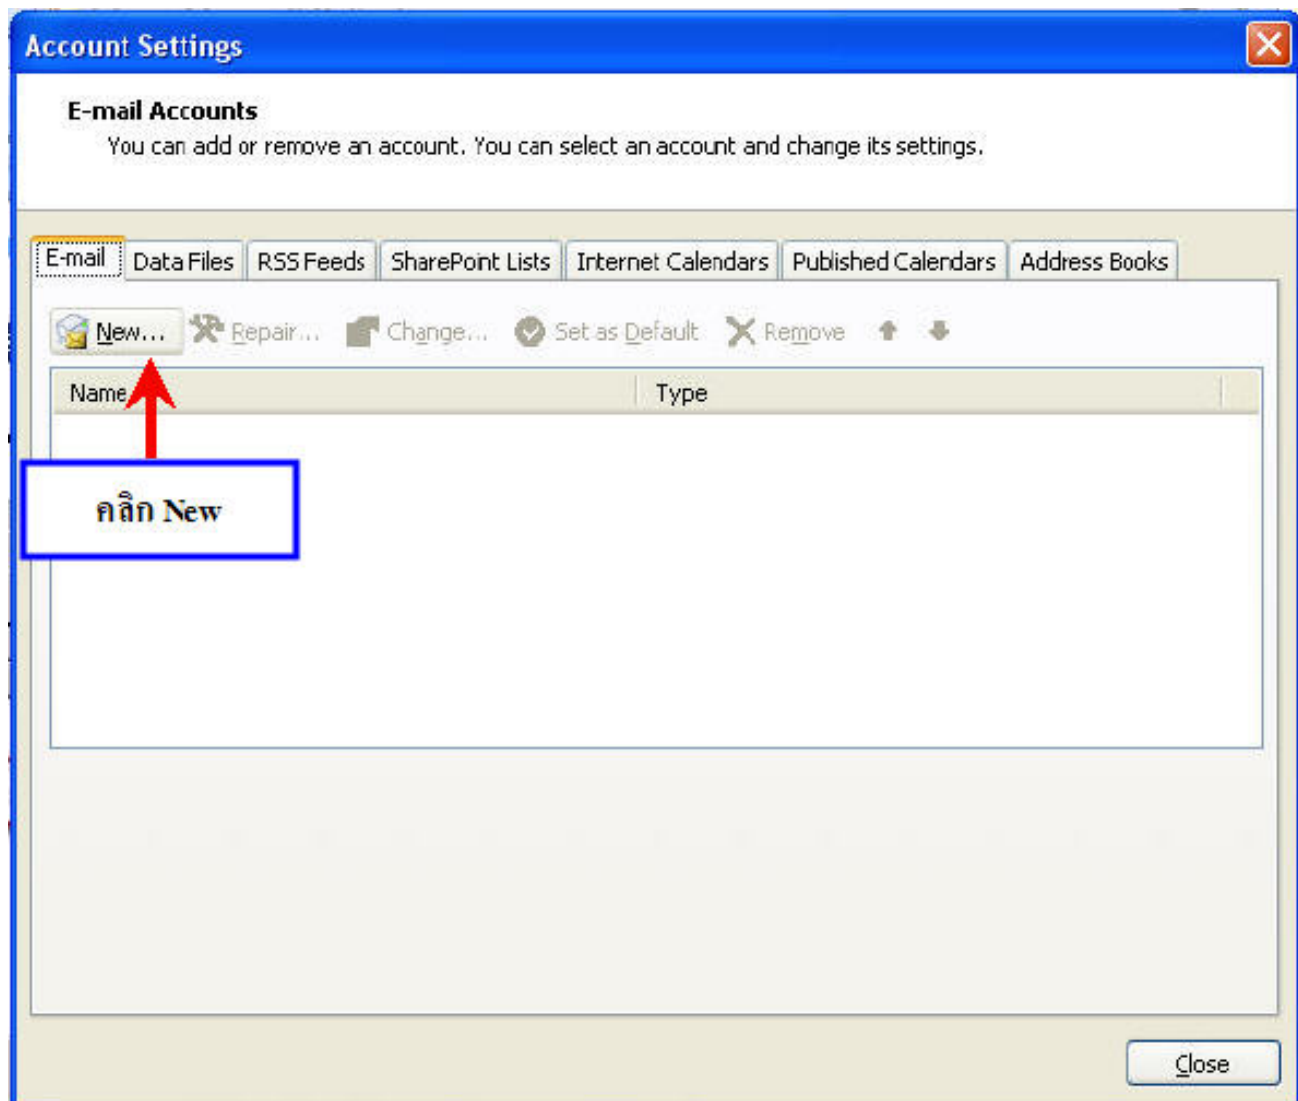 Account Settings
E-mail Accounts
You can add or remove an account. You can select an account and change its settings.
E-mail Data Files RSS Feeds SharePoint Lists Internet Calendars Published Calendars Address Books
New... Repair... Change... Set as Default Remove
Name Type
คลิก New
Close